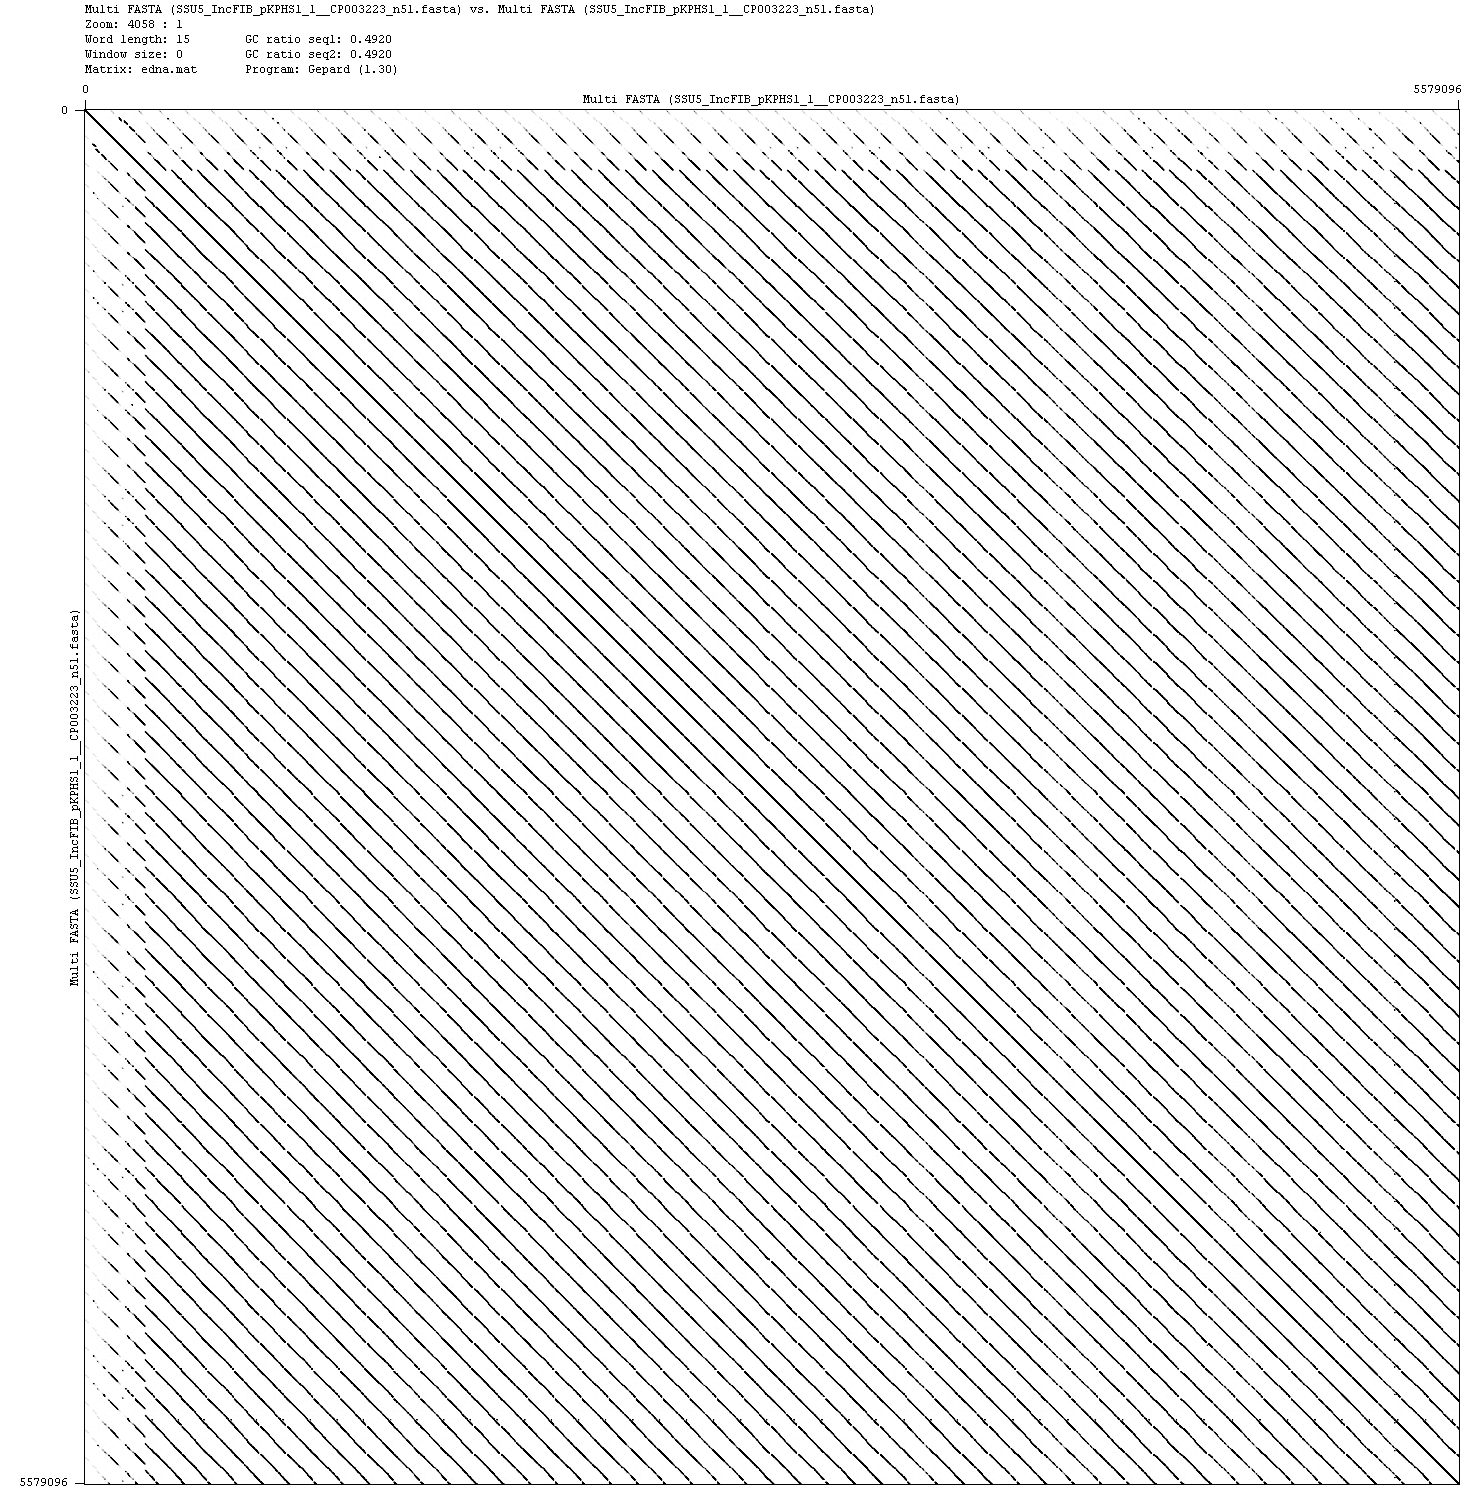 Multi FASTA (SSU5_IncFIB_pKPHS1_1__CP003223_n51.fasta) vs. Multi FASTA (SSU5_IncFIB_pKPHS1_1__CP003223_n51.fasta)
Zoom: 4058 : 1
Word length: 15 GC ratio seq1: 0.4920
Window size: 0 GC ratio seq2: 0.4920
Matrix: edna.mat Program: Gepard (1.30)
0 5579096
Multi FASTA (SSU5_IncFIB_pKPHS1_1__CP003223_n51.fasta)
0
Multi FASTA (SSU5_IncFIB_pKPHS1_1__CP003223_n51.fasta)
5579096